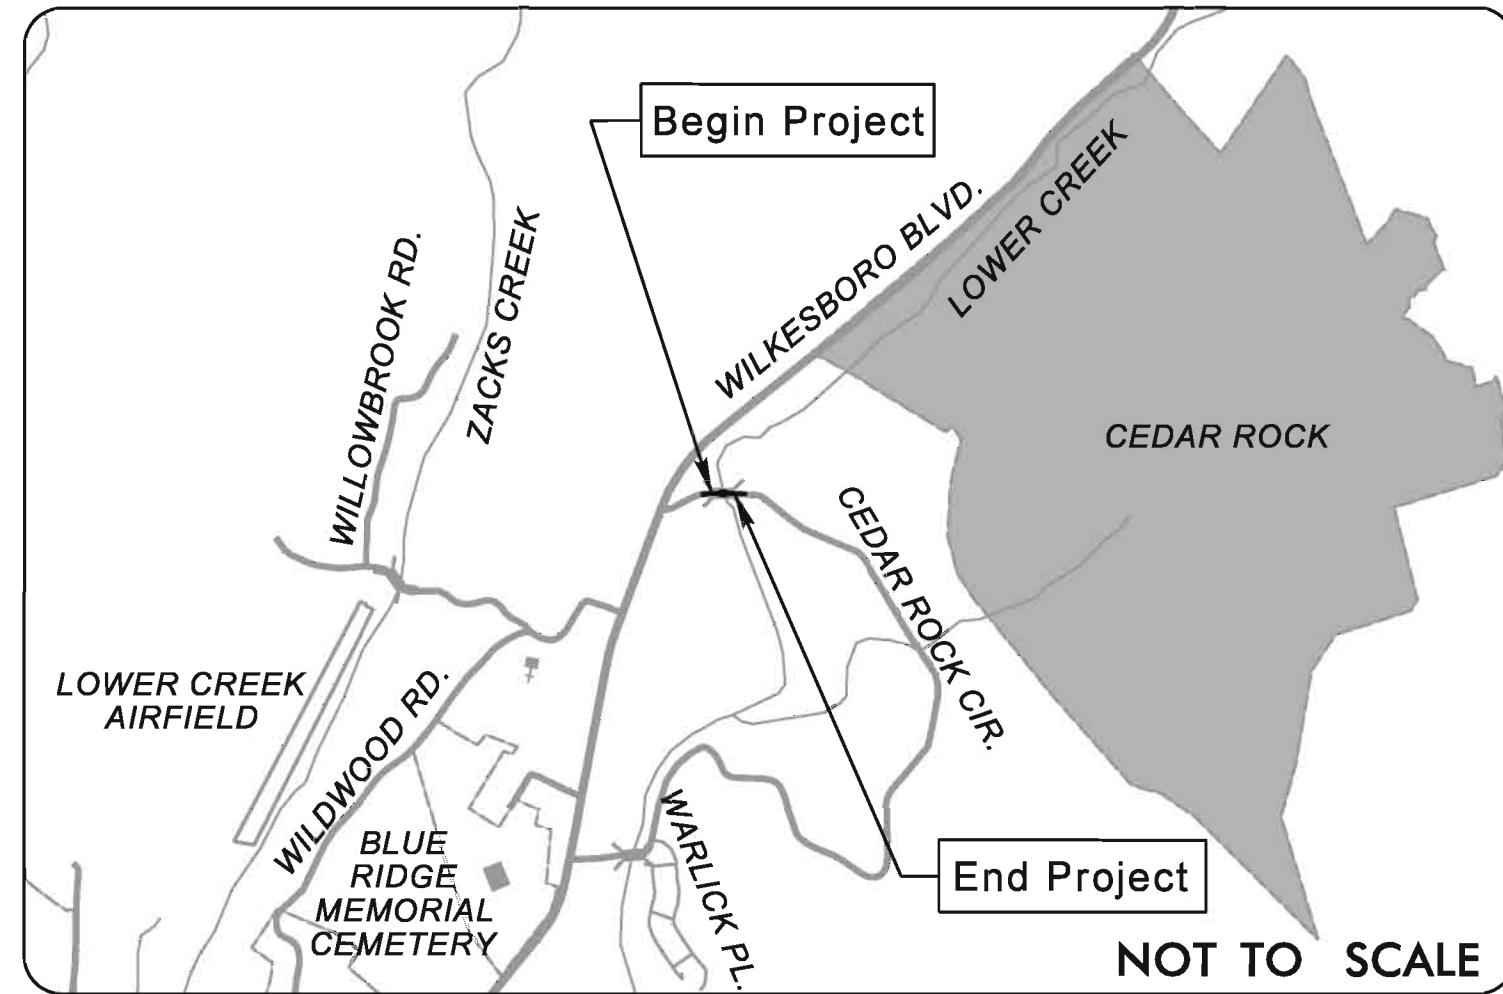 Begin Project
WILKESBORO BLVD.
LOWER CREEK
WILLOWBROOK RD.
ZACKS CREEK
CEDAR ROCK
CEDAR ROCK CIR.
LOWER CREEK
AIRFIELD
WILDWOOD RD.
BLUE
RIDGE
MEMORIAL
CEMETERY
WARLICK PL.
End Project
NOT TO SCALE